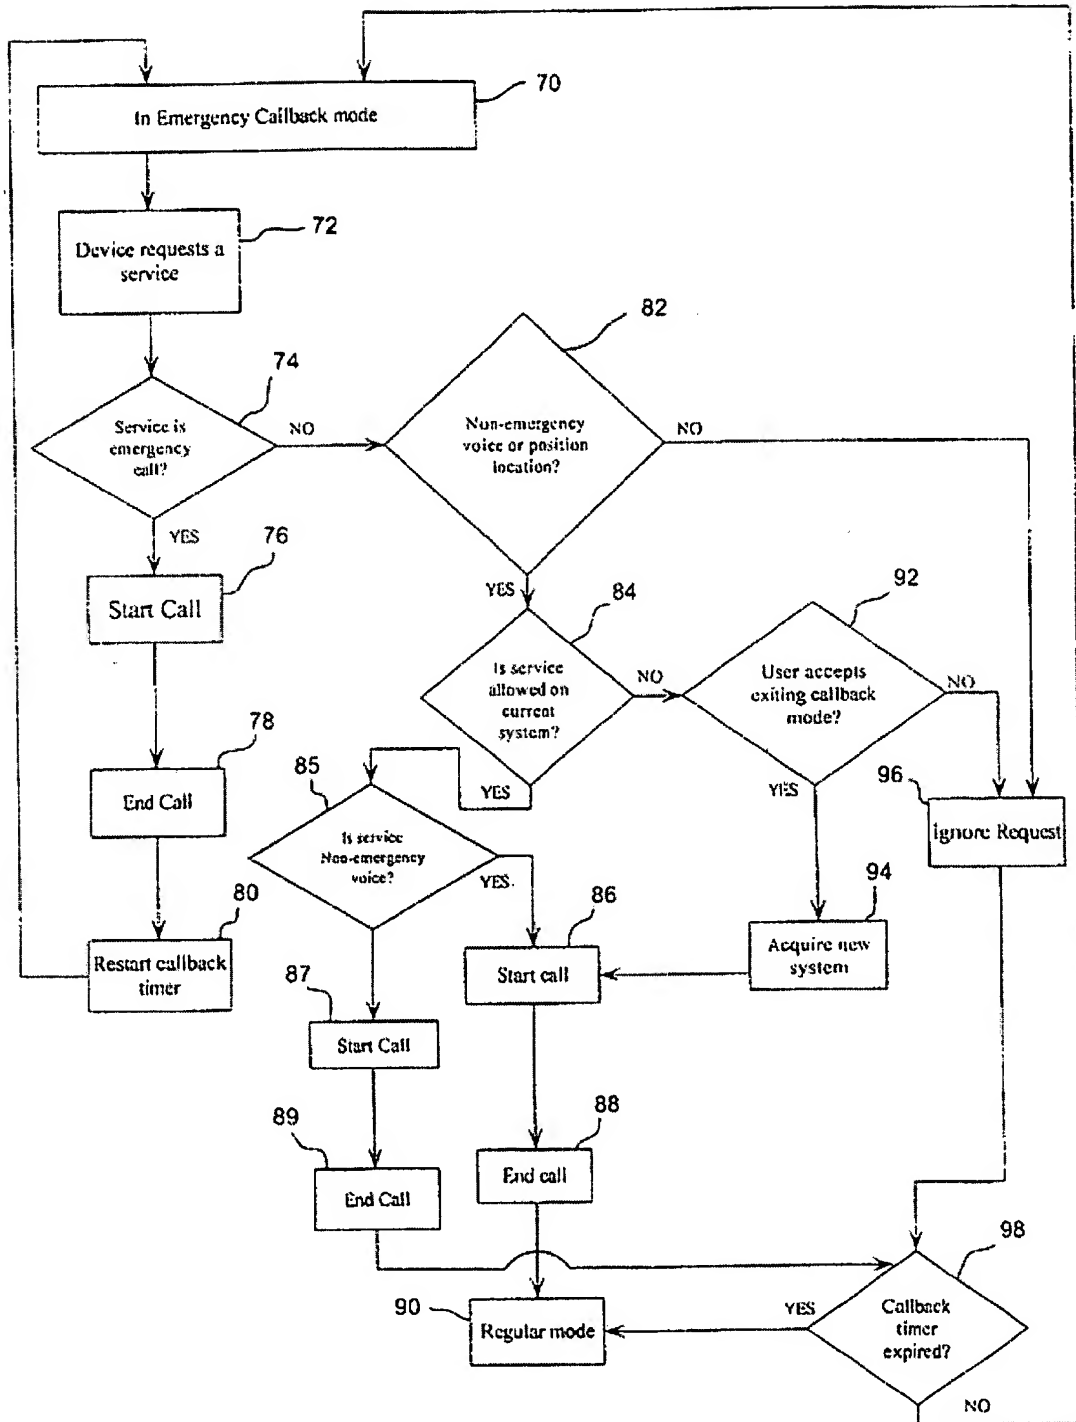 70
In Emergency Callback mode
72
Device requests a
service
82
74
Service is
emergency
call?
NO
Non-emergency
voice or position
location?
NO
YES
76
Start Call
YES
84
92
Is service
allowed on
current
system?
NO
User accepts
exiting callback
mode?
NO
78
End Call
YES
85
YES
96
Ignore Request
Is service
Non-emergency
voice?
YES.
80
Restart callback
timer
86
Start call
94
Acquire new
system
87
Start Call
89
End Call
88
End call
98
90
Regular mode
YES
Callback
timer
expired?
NO